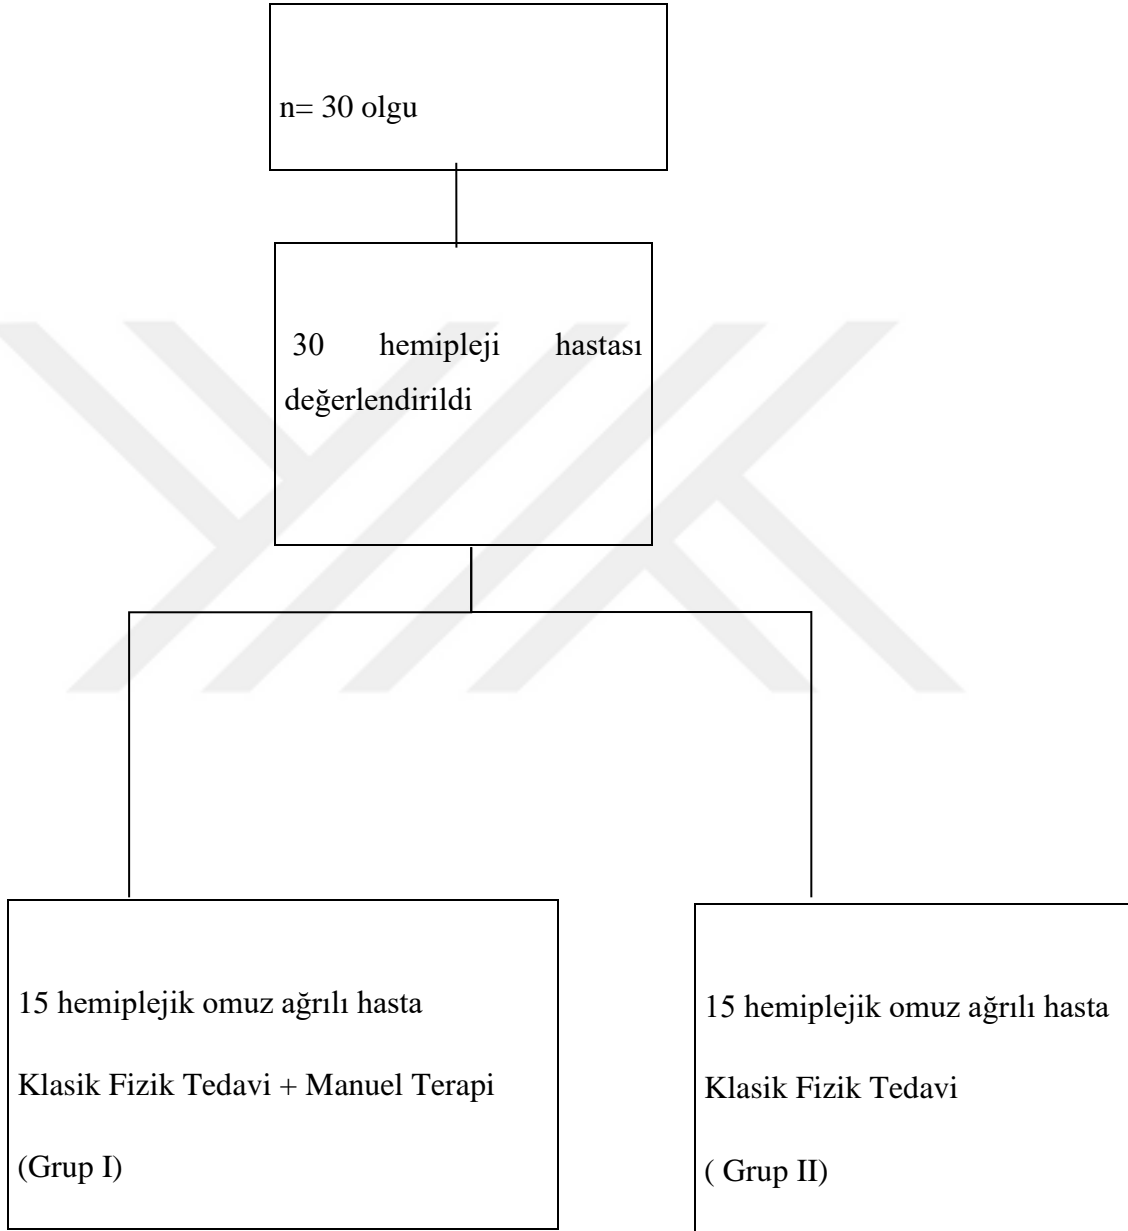 n= 30 olgu
30 hemipleji hastası
değerlendirildi
15 hemiplejik omuz ağrılı hasta
Klasik Fizik Tedavi + Manuel Terapi
(Grup I)
15 hemiplejik omuz ağrılı hasta
Klasik Fizik Tedavi
( Grup II)